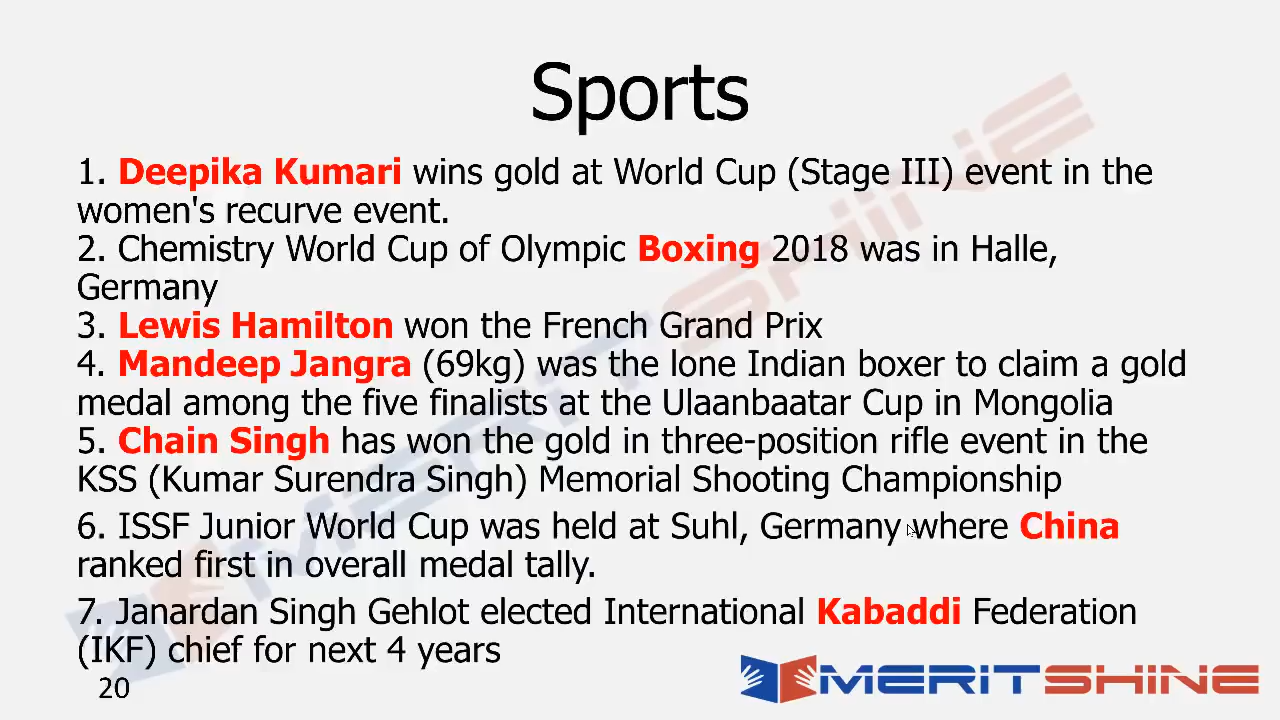 Sports
1. Deepika Kumari wins gold at World Cup (Stage III) event in the
women's recurve event.
2. Chemistry World Cup of Olympic Boxing 2018 was in Halle,
Germany
3. Lewis Hamilton won the French Grand Prix
4. Mandeep Jangra (69kg) was the lone Indian boxer to claim a gold
medal among the five finalists at the Ulaanbaatar Cup in Mongolia
5. Chain Singh has won the gold in three-position rifle event in the
KSS (Kumar Surendra Singh) Memorial Shooting Championship
6. ISSF Junior World Cup was held at Suhl, Germany where China
ranked first in overall medal tally.
7. Janardan Singh Gehlot elected International Kabaddi Federation
(IKF) chief for next 4 years
20
MERITSHINE
MERITSHINE